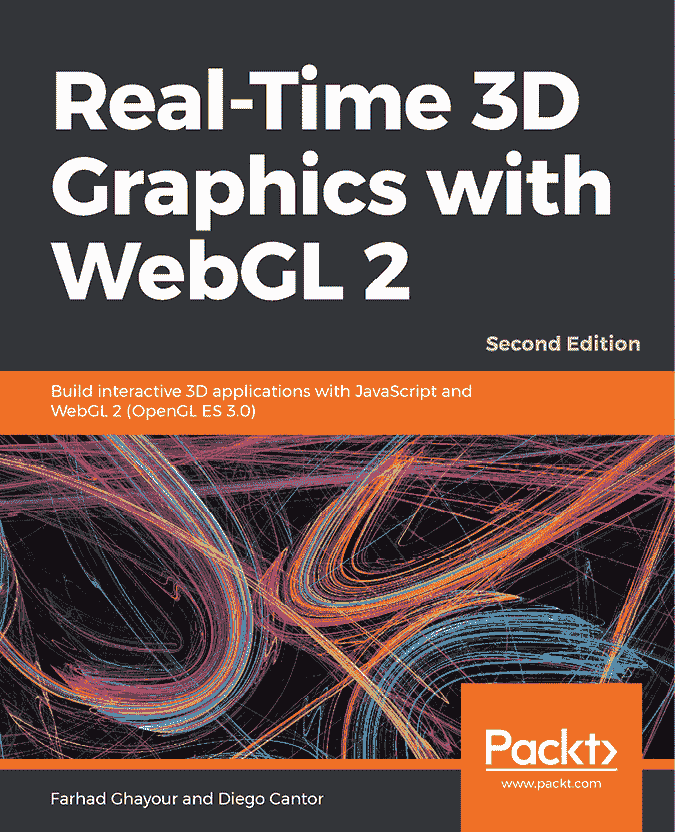 Real-Time 3D
Graphics with
WebGL 2
Second Edition
Build interactive 3D applications with JavaScript and
WebGL 2 (OpenGL ES 3.0)
Packt>
www.packt.com
Farhad Ghayour and Diego Cantor